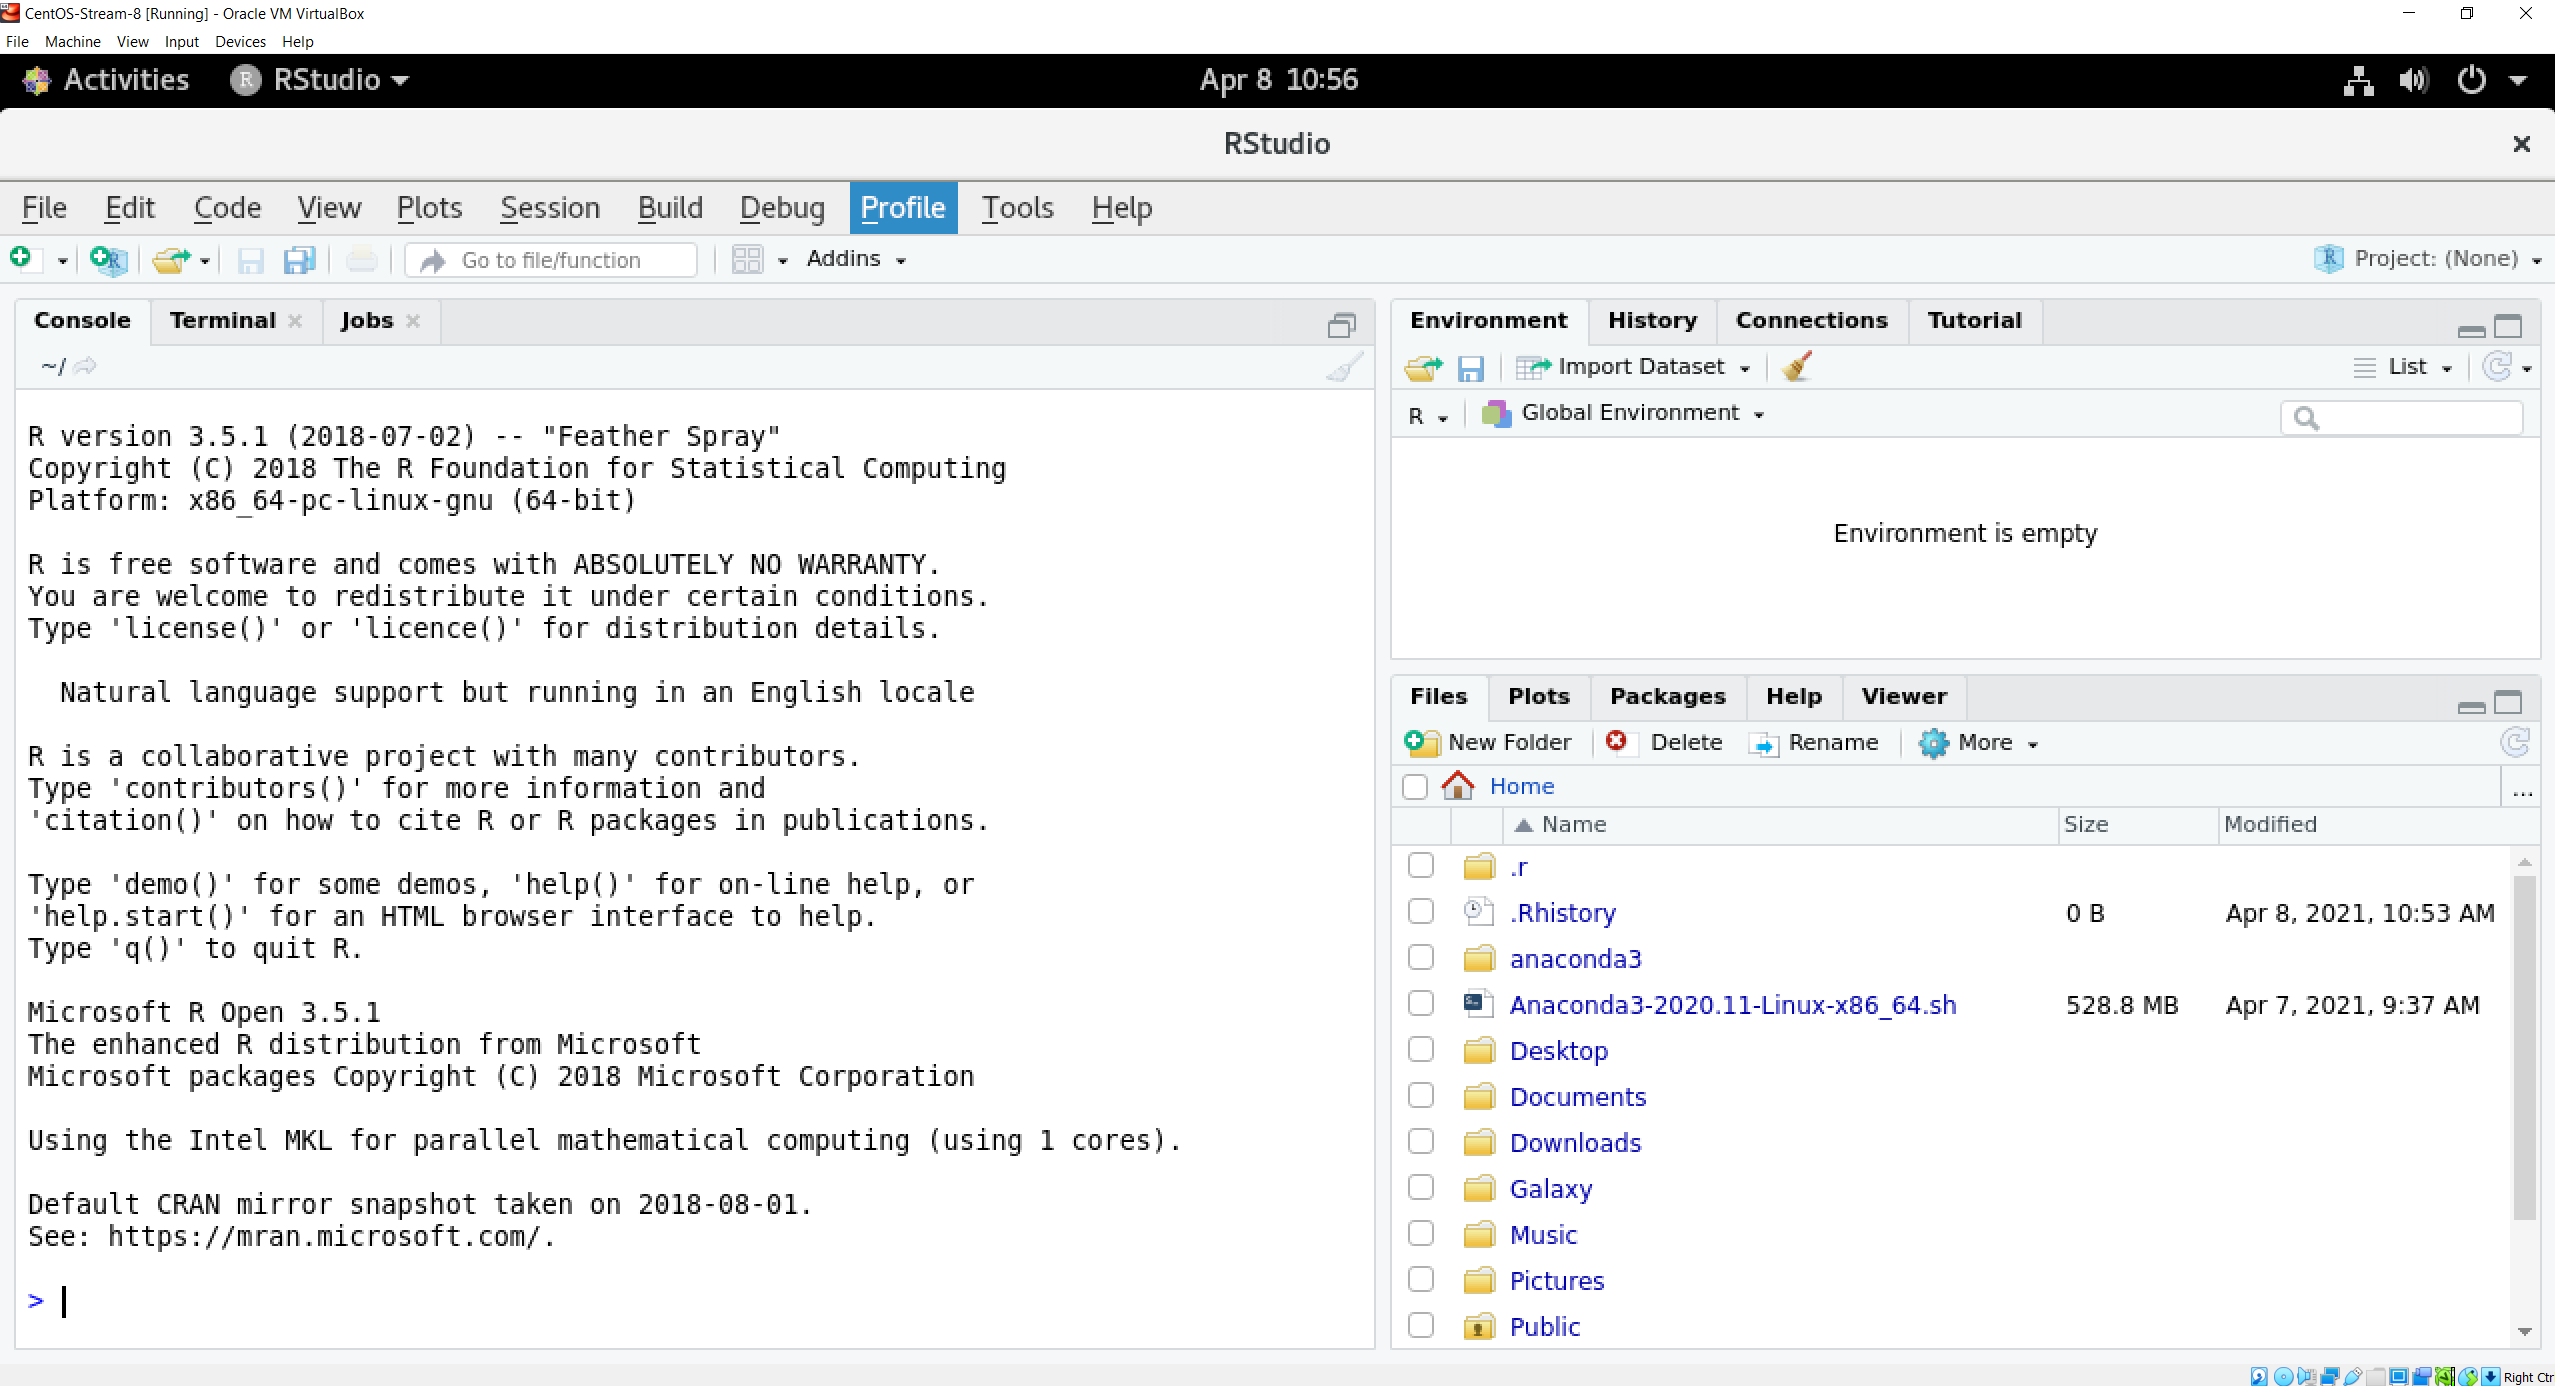 CentOS-Stream-8 [Running] - Oracle VM VirtualBox
File Machine View Input Devices Help
Activities RStudio Apr 8 10:56
RStudio
File Edit Code View Plots Session Build Debug Profile Tools Help
Go to file/function Addins Project: (None)
Console Terminal Jobs
~/
R version 3.5.1 (2018-07-02) -- "Feather Spray"
Copyright (C) 2018 The R Foundation for Statistical Computing
Platform: x86_64-pc-linux-gnu (64-bit)
R is free software and comes with ABSOLUTELY NO WARRANTY.
You are welcome to redistribute it under certain conditions.
Type 'license()' or 'licence()' for distribution details.
Natural language support but running in an English locale
R is a collaborative project with many contributors.
Type 'contributors()' for more information and
'citation()' on how to cite R or R packages in publications.
Type 'demo()' for some demos, 'help()' for on-line help, or
'help.start()' for an HTML browser interface to help.
Type 'q()' to quit R.
Microsoft R Open 3.5.1
The enhanced R distribution from Microsoft
Microsoft packages Copyright (C) 2018 Microsoft Corporation
Using the Intel MKL for parallel mathematical computing (using 1 cores).
Default CRAN mirror snapshot taken on 2018-08-01.
See: https://mran.microsoft.com/.
>
Environment History Connections Tutorial
Import Dataset List
R Global Environment
Environment is empty
Files Plots Packages Help Viewer
New Folder Delete Rename More
Home ...
Name Size Modified
.r
.Rhistory 0 B Apr 8, 2021, 10:53 AM
anaconda3
Anaconda3-2020.11-Linux-x86_64.sh 528.8 MB Apr 7, 2021, 9:37 AM
Desktop
Documents
Downloads
Galaxy
Music
Pictures
Public
Right Ctr